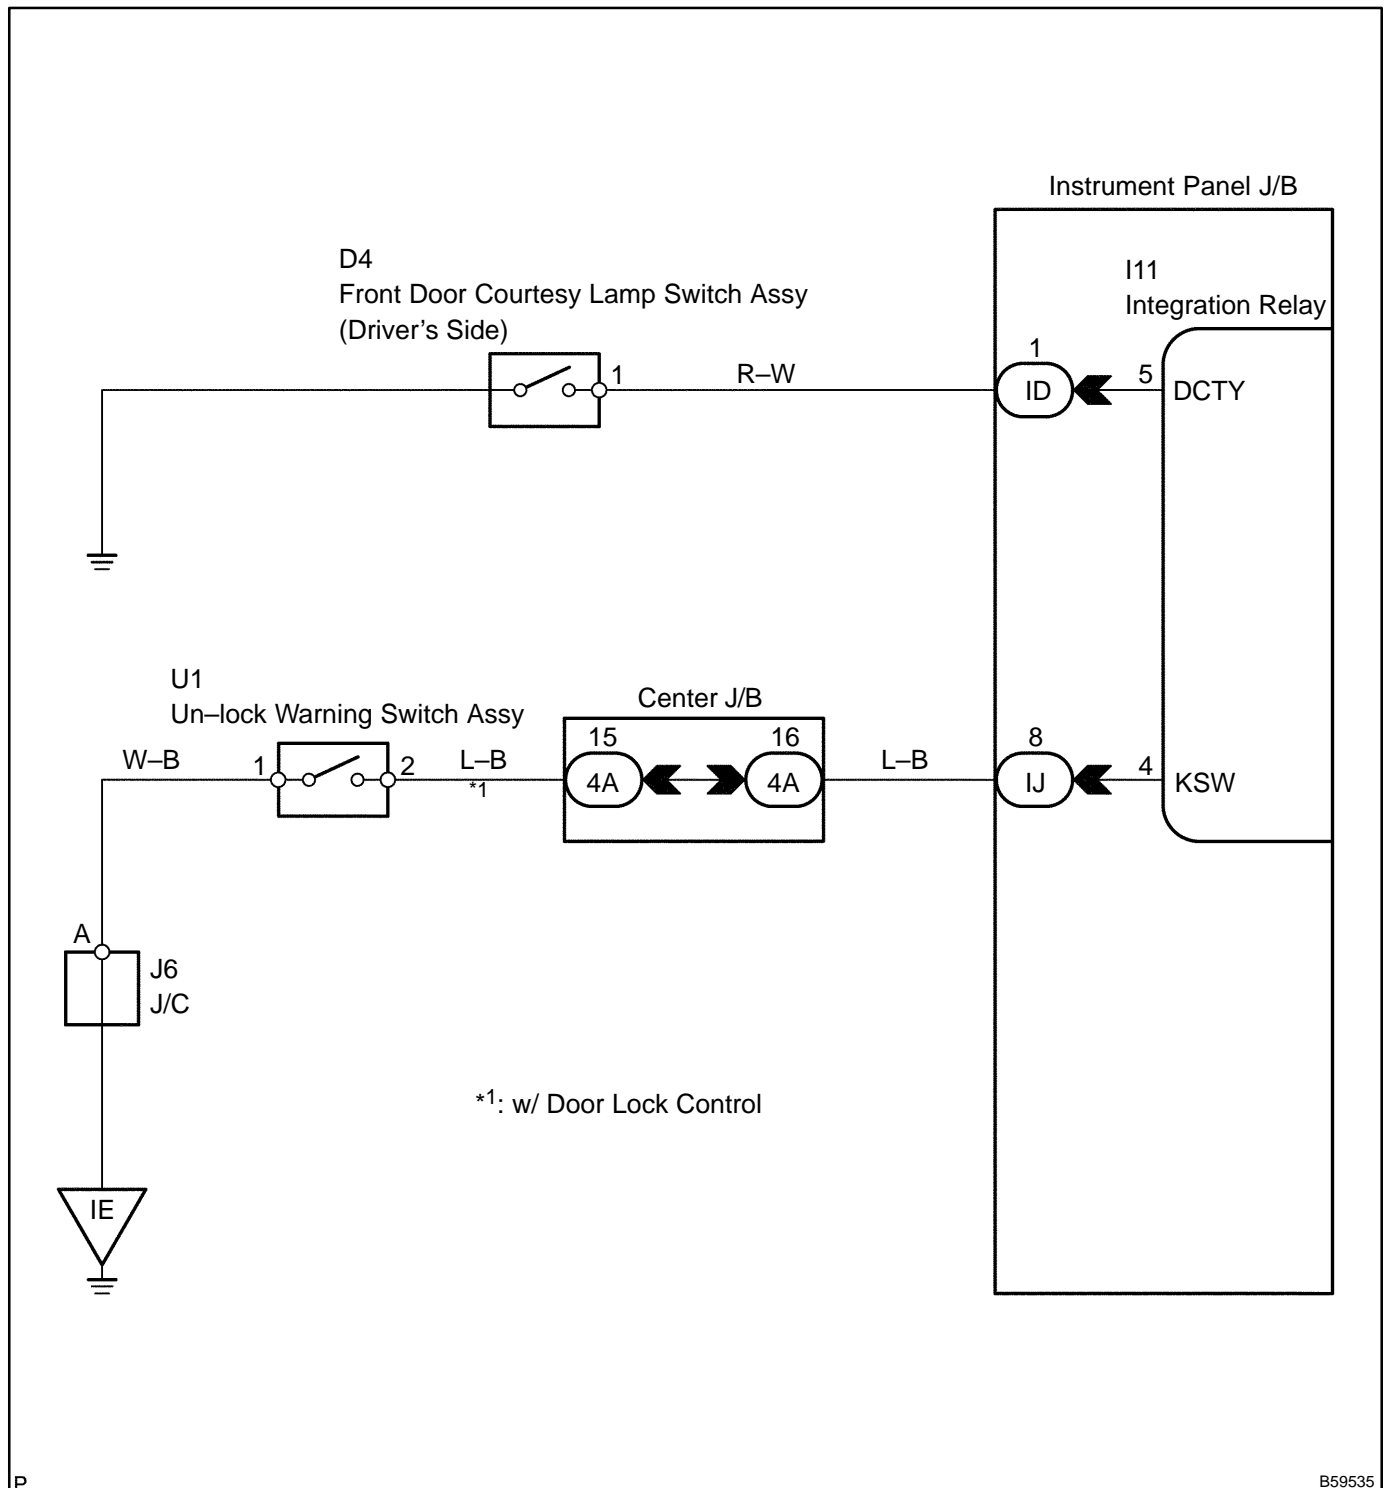 Instrument Panel J/B
D4
Front Door Courtesy Lamp Switch Assy
(Driver's Side)
I11
Integration Relay
1
R–W
1
ID
5
DCTY
U1
Un–lock Warning Switch Assy
Center J/B
W–B
1
2
L–B
*1
15
4A
16
4A
L–B
8
IJ
4
KSW
A
J6
J/C
*1: w/ Door Lock Control
IE
P
B59535